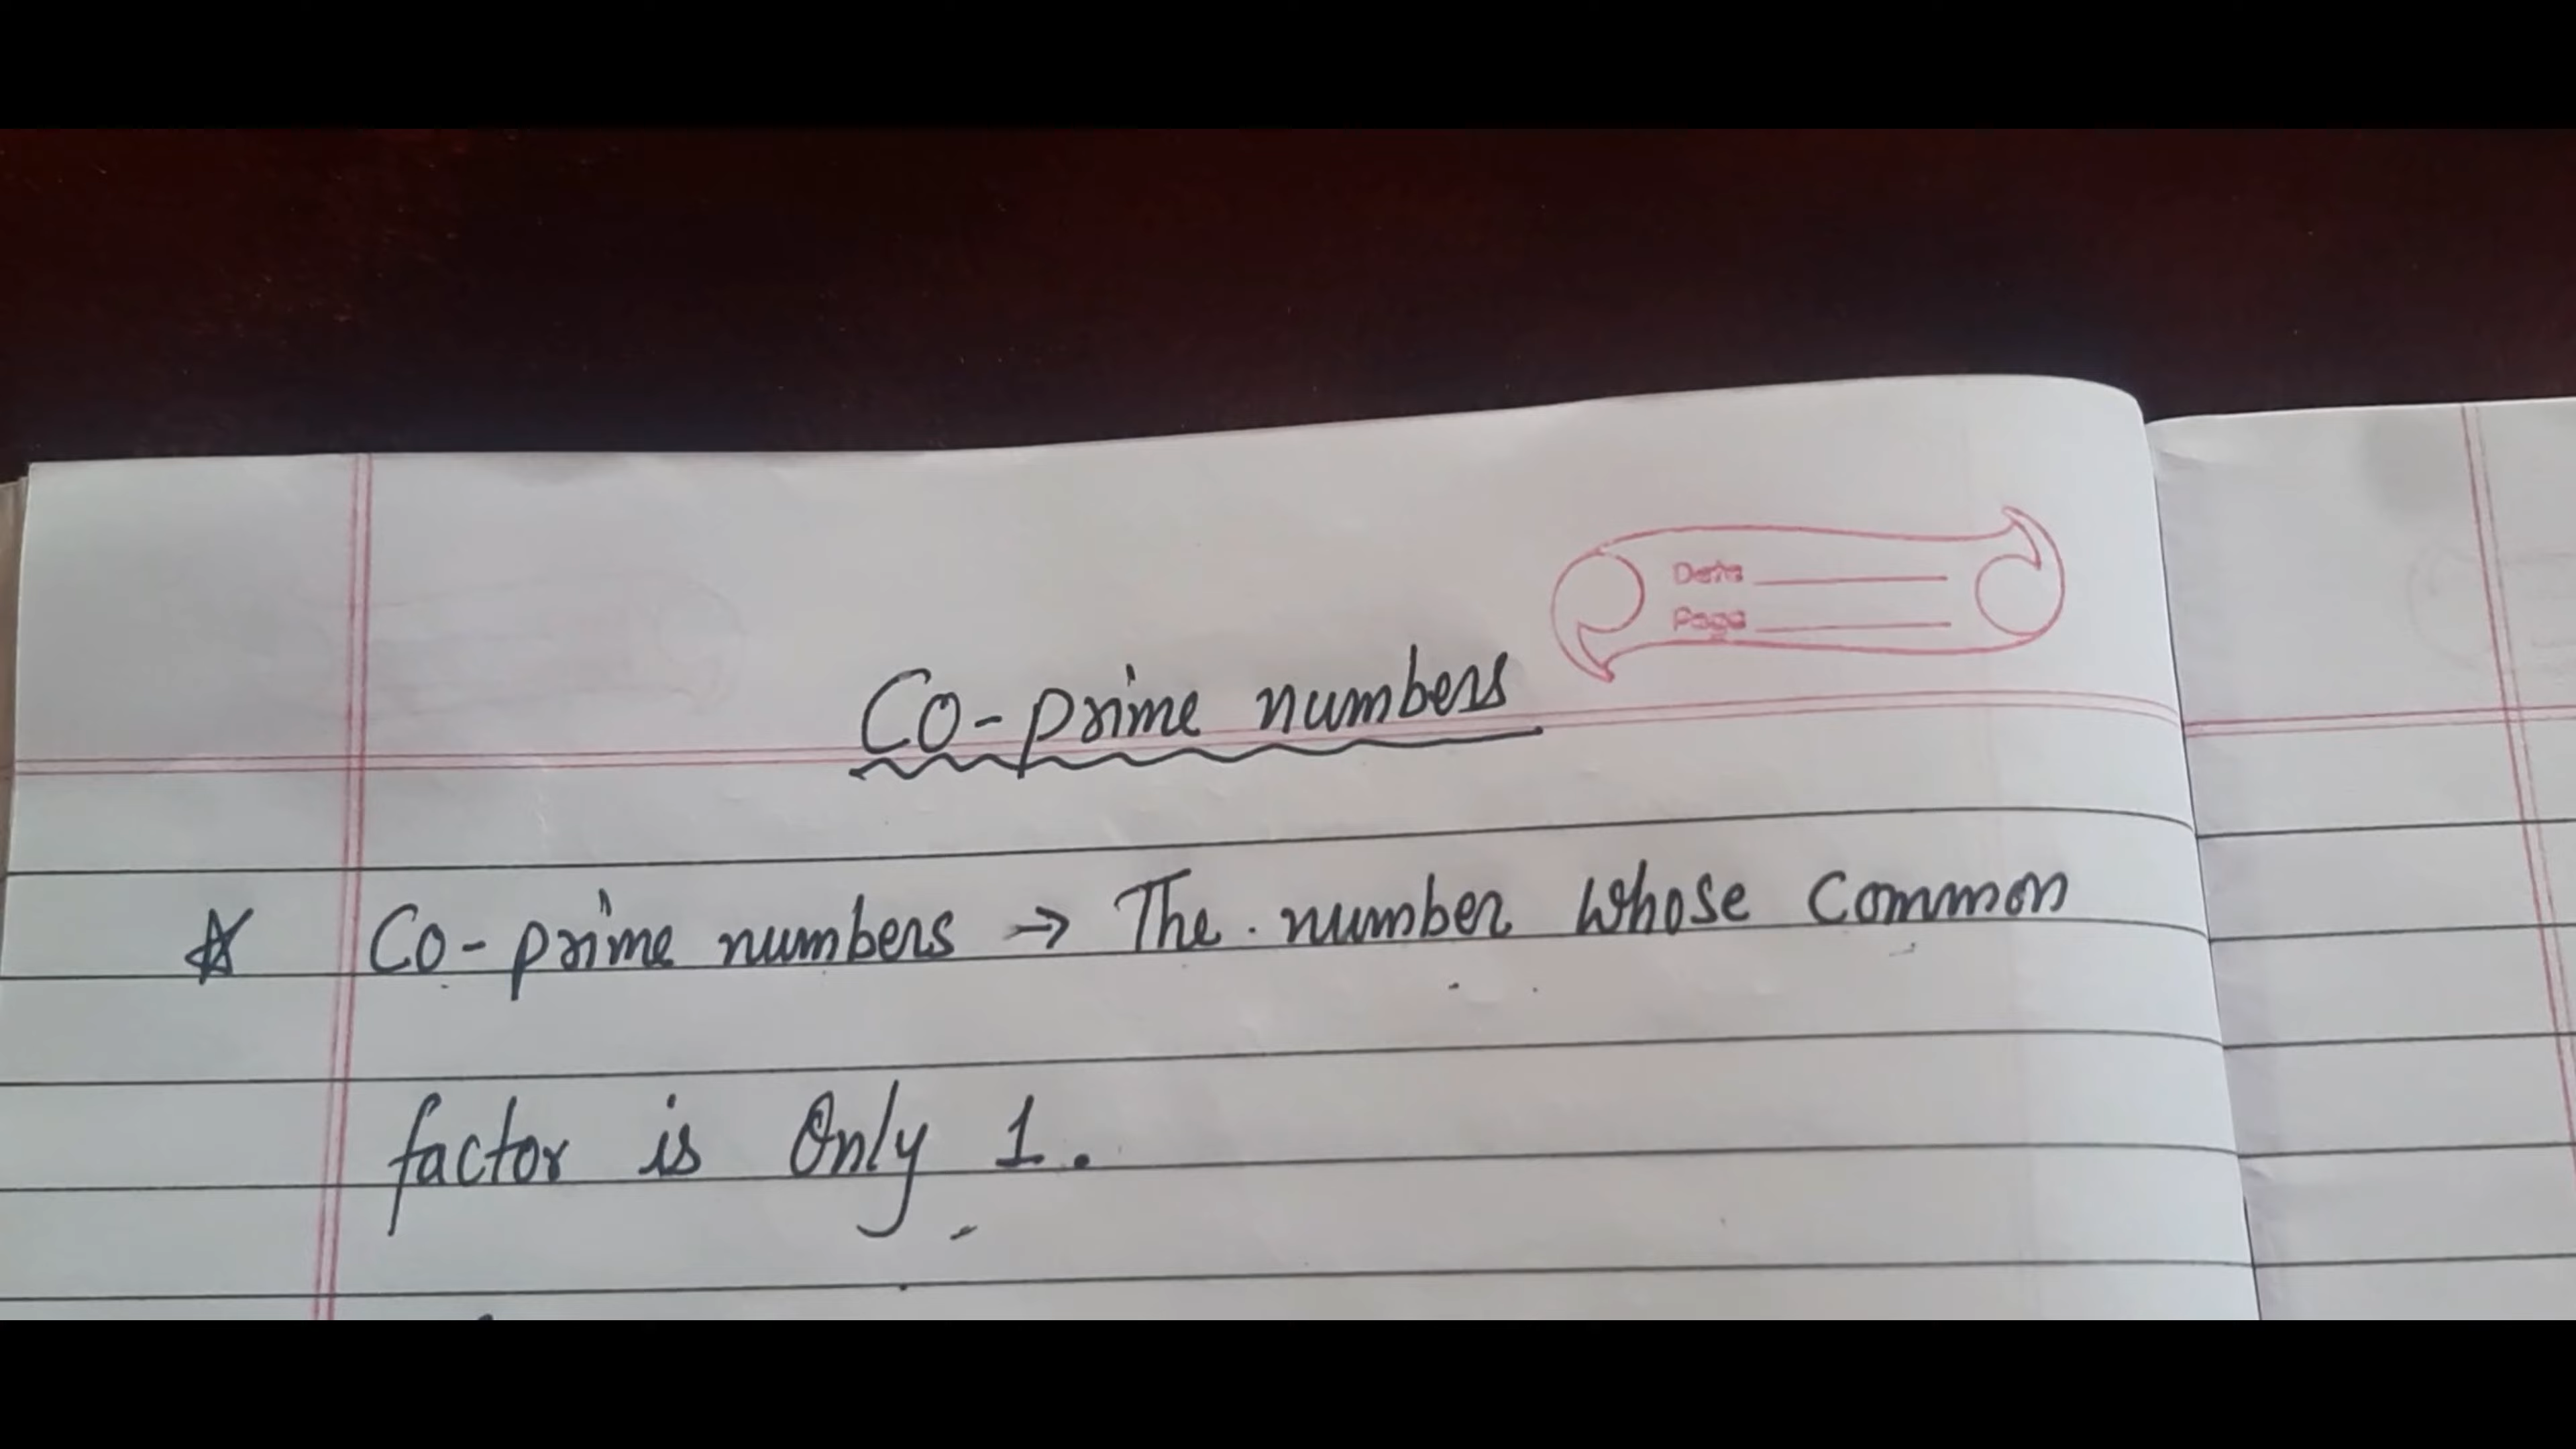 Date
Page
Co-prime numbers
Co-prime numbers → The number whose common
factor is Only 1.